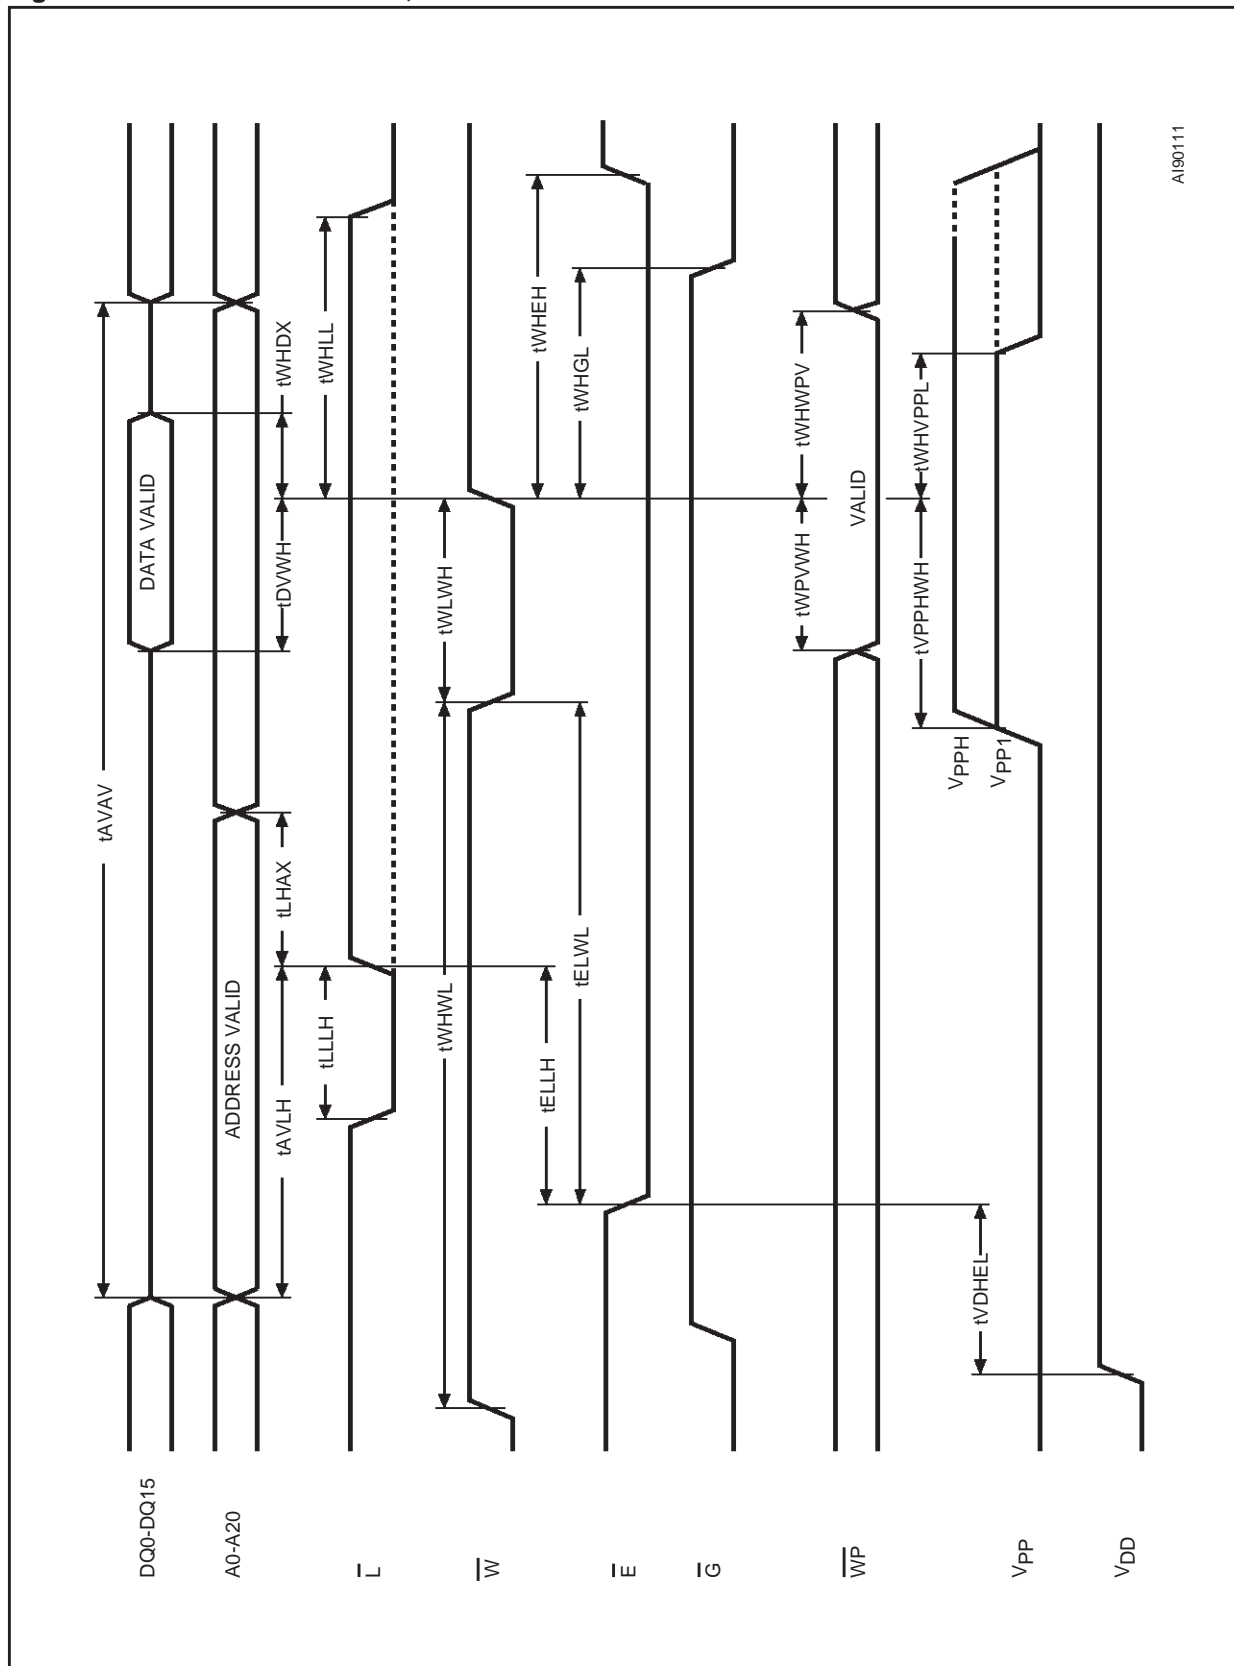 DQ0-DQ15
DATA VALID
tAVAV
A0-A20
ADDRESS VALID
tAVLH
tLHAX
tDVWH
tWHDX
L
tLLLH
tWHLL
W
tWHWL
tWLWH
E
tELLH
tELWL
tWHEH
G
tWHGL
WP
VALID
tWPVWH
tWHWPV
VPP
VPPH
VPP1
tVPPHWH
tWHVPPL
VDD
tVDHEL
AI90111